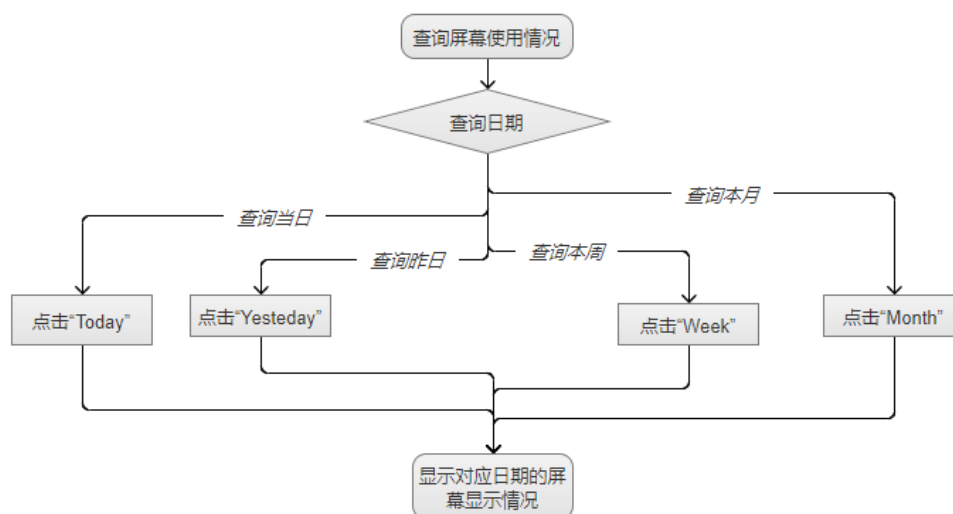 查询屏幕使用情况
查询日期
查询本月
查询当日
查询昨日
查询本周
点击“Today”
点击“Yesteday”
点击“Week”
点击“Month”
显示对应日期的屏
幕显示情况